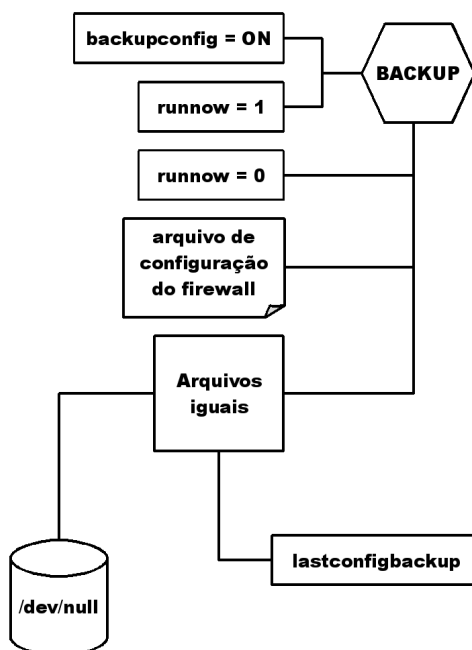 backupconfig = ON
BACKUP
runnow = 1
runnow = 0
arquivo de
configuração
do firewall
Arquivos
iguais
lastconfigbackup
/dev/null